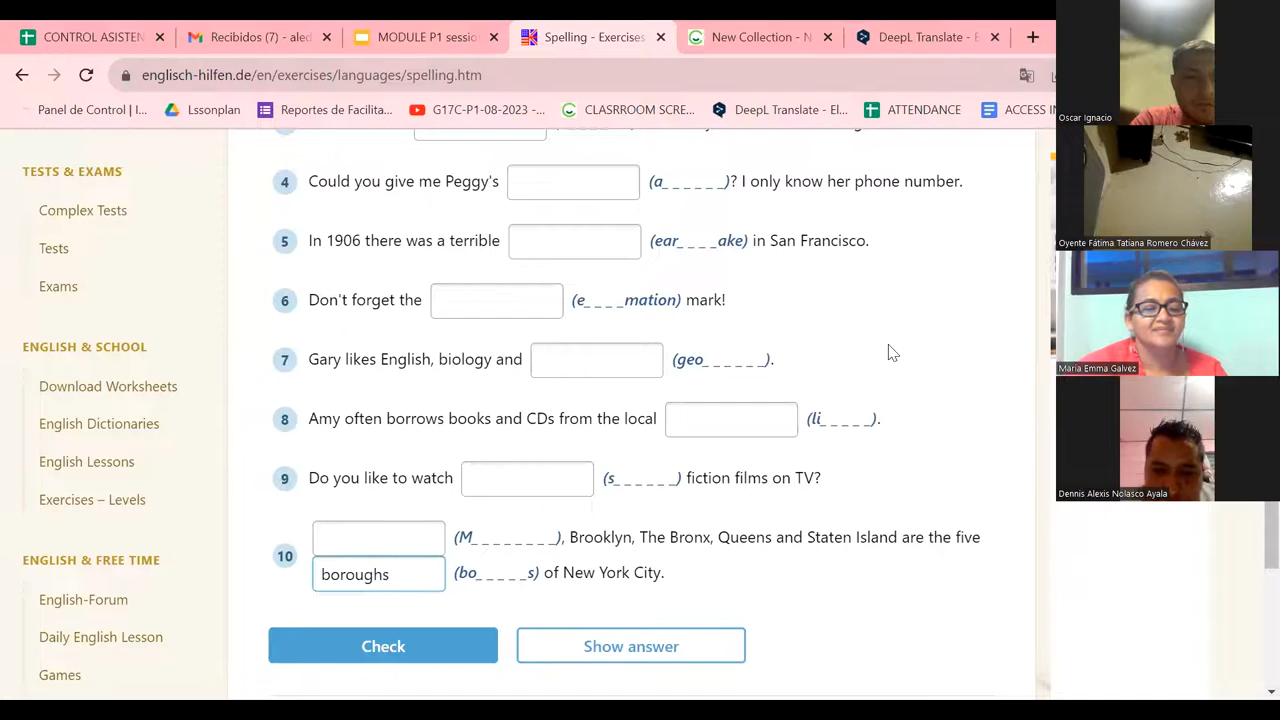 CONTROL ASISTEN
Recibidos (7) - aled
MODULE P1 sessio
Spelling - Exercises
New Collection - N
DeepL Translate - E
englisch-hilfen.de/en/exercises/languages/spelling.htm
Panel de Control | I...
Lssonplan
Reportes de Facilita...
G17C-P1-08-2023 -...
CLASRROOM SCRE...
DeepL Translate - El...
ATTENDANCE
ACCESS IN
TESTS & EXAMS
Complex Tests
Tests
Exams
ENGLISH & SCHOOL
Download Worksheets
English Dictionaries
English Lessons
Exercises – Levels
ENGLISH & FREE TIME
English-Forum
Daily English Lesson
Games
4 Could you give me Peggy's (a_ _ _ _ _ _)? I only know her phone number.
5 In 1906 there was a terrible (ear_ _ _ _ake) in San Francisco.
6 Don't forget the (e_ _ _ _mation) mark!
7 Gary likes English, biology and (geo_ _ _ _ _ _).
8 Amy often borrows books and CDs from the local (li_ _ _ _ _).
9 Do you like to watch (s_ _ _ _ _ _) fiction films on TV?
10 (M_ _ _ _ _ _ _ _), Brooklyn, The Bronx, Queens and Staten Island are the five
boroughs (bo_ _ _ _ _s) of New York City.
Check
Show answer
Oscar Ignacio
Oyente Fátima Tatiana Romero Chávez
Maria Emma Galvez
Dennis Alexis Nolasco Ayala